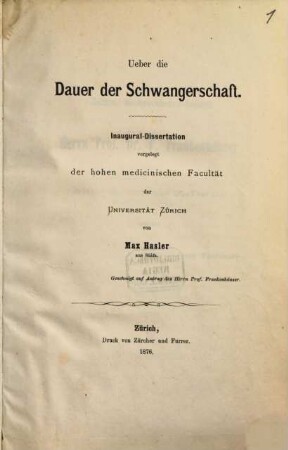 1
Ueber die
Dauer der Schwangerschaft.
Inaugural-Dissertation
vorgelegt
der hohen medicinischen Facultät
der
UNIVERSITÄT ZÜRICH
von
Max Hasler
aus Stäfa.
Genehmigt auf Antrag des Herrn Prof. Frankenhäuser.
Zürich,
Druck von Zürcher und Furrer.
1876.